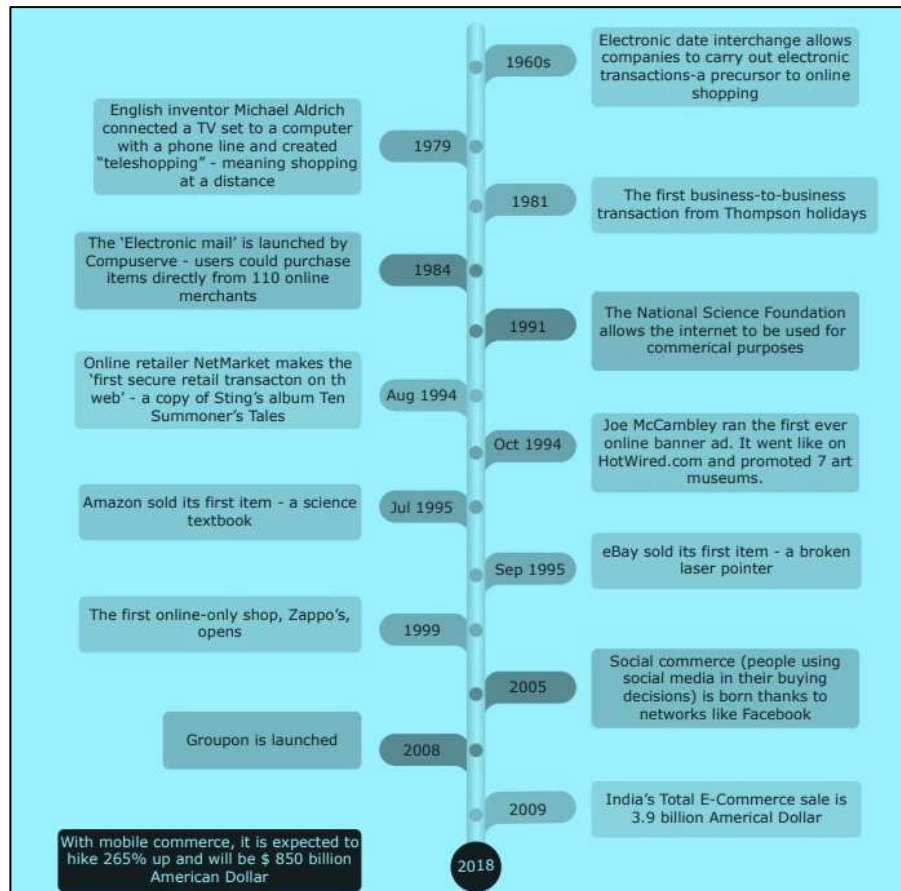 1960s
Electronic date interchange allows
companies to carry out electronic
transactions-a precursor to online
shopping
English inventor Michael Aldrich
connected a TV set to a computer
with a phone line and created
“teleshopping” - meaning shopping
at a distance
1979
1981
The first business-to-business
transaction from Thompson holidays
The ‘Electronic mail’ is launched by
Compuserve - users could purchase
items directly from 110 online
merchants
1984
1991
The National Science Foundation
allows the internet to be used for
commerical purposes
Online retailer NetMarket makes the
‘first secure retail transacton on th
web’ - a copy of Sting’s album Ten
Summoner’s Tales
Aug 1994
Oct 1994
Joe McCambley ran the first ever
online banner ad. It went like on
HotWired.com and promoted 7 art
museums.
Amazon sold its first item - a science
textbook
Jul 1995
Sep 1995
eBay sold its first item - a broken
laser pointer
The first online-only shop, Zappo’s,
opens
1999
2005
Social commerce (people using
social media in their buying
decisions) is born thanks to
networks like Facebook
Groupon is launched
2008
2009
India’s Total E-Commerce sale is
3.9 billion Americal Dollar
With mobile commerce, it is expected to
hike 265% up and will be $ 850 billion
American Dollar
2018